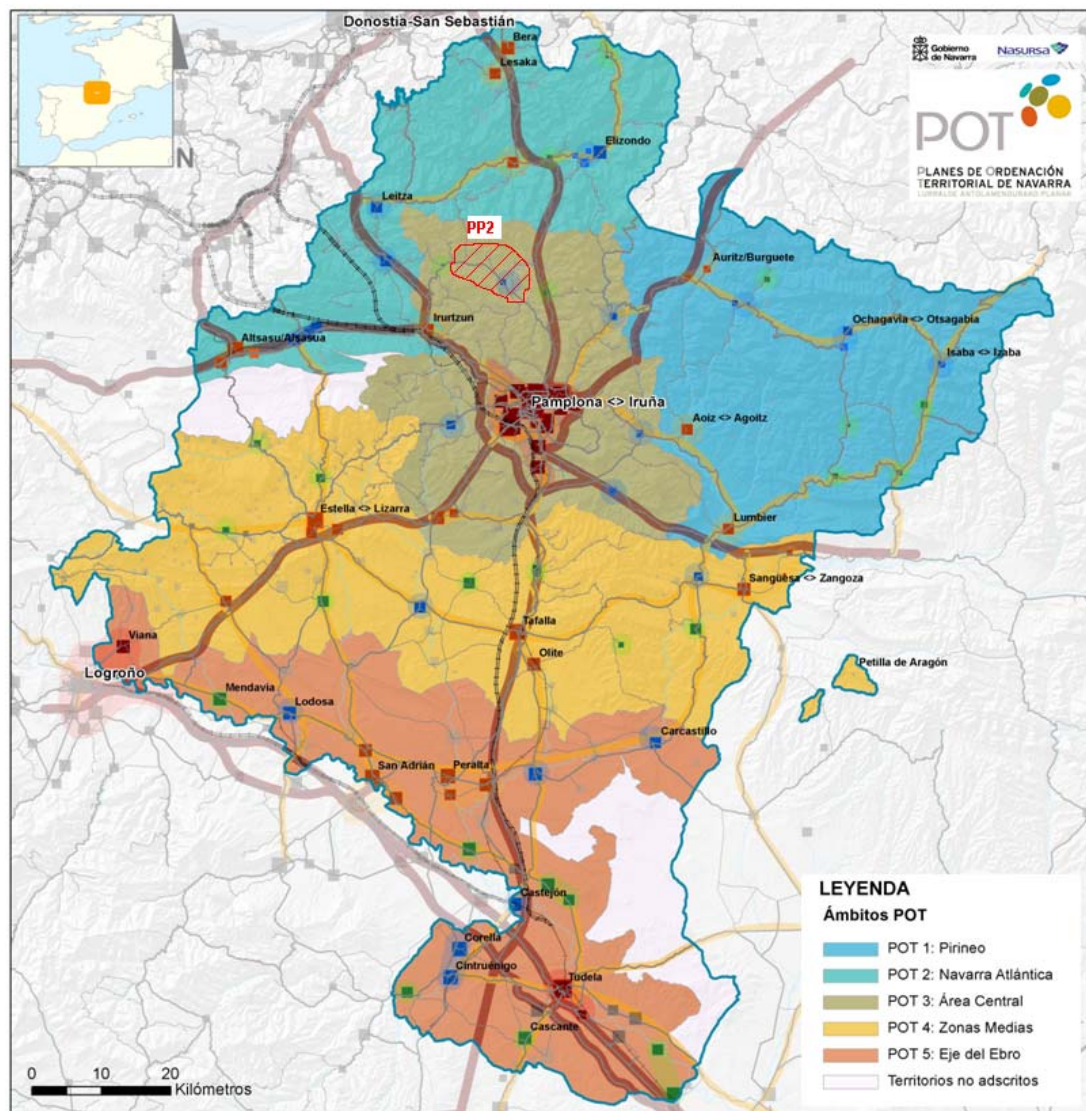 Donostia-San Sebastián
Bera
Lesaka
Gobierno
de Navarra
Nasursa
POT
PLANES DE ORDENACIÓN
TERRITORIAL DE NAVARRA
LURRALDE ANTOLAMENDURAKO PLANAK
N
Elizondo
Leitza
PP2
Auritz/Burguete
Irurtzun
Ochagavia <> Otsagabia
Altsasu/Alsasua
Isaba <> Izaba
Pamplona <> Iruña
Aoiz <> Agoitz
Estella <> Lizarra
Lumbier
Sangüesa <> Zangoza
Viana
Tafalla
Logroño
Olite
Petilla de Aragón
Mendavia
Lodosa
Carcastillo
San Adrián
Peralta
Castejón
Corella
Cintruénigo
Tudela
Cascante
LEYENDA
Ámbitos POT
POT 1: Pirineo
POT 2: Navarra Atlántica
POT 3: Área Central
POT 4: Zonas Medias
POT 5: Eje del Ebro
Territorios no adscritos
0 10 20
Kilómetros